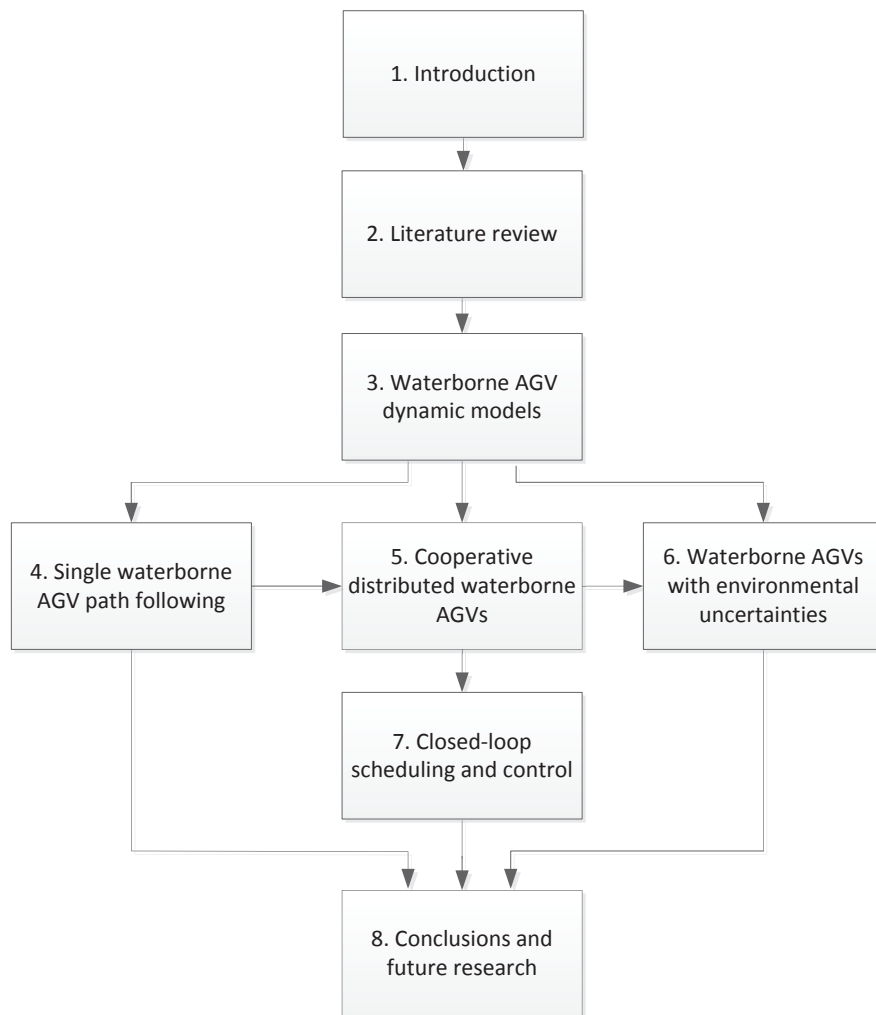 1. Introduction
2. Literature review
3. Waterborne AGV
dynamic models
4. Single waterborne
AGV path following
5. Cooperative
distributed waterborne
AGVs
6. Waterborne AGVs
with environmental
uncertainties
7. Closed-loop
scheduling and control
8. Conclusions and
future research